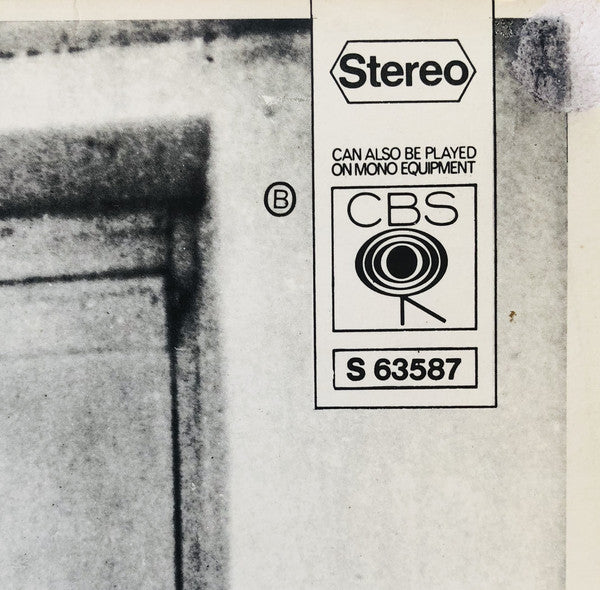 Stereo
CAN ALSO BE PLAYED
ON MONO EQUIPMENT
B
CBS
S 63587